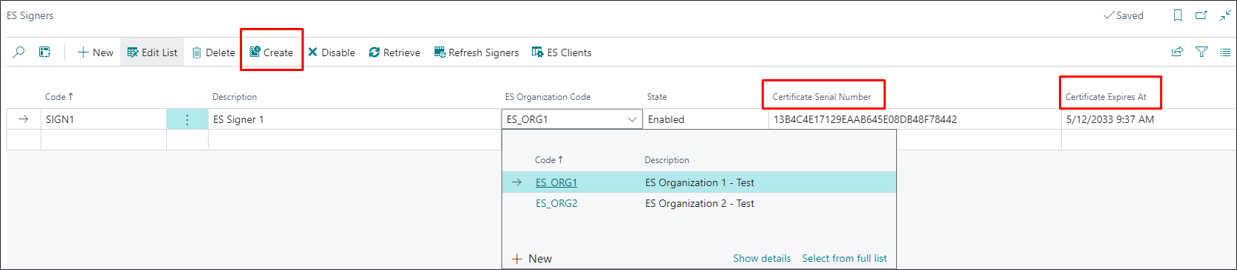 ES Signers
Saved
New Edit List Delete Create Disable Retrieve Refresh Signers ES Clients
Code ↑ Description ES Organization Code State Certificate Serial Number Certificate Expires At
SIGN1 ES Signer 1 ES_ORG1 Enabled 13B4C4E17129EAAB645E08DB48F78442 5/12/2033 9:37 AM
Code ↑ Description
ES_ORG1 ES Organization 1 - Test
ES_ORG2 ES Organization 2 - Test
New Show details Select from full list